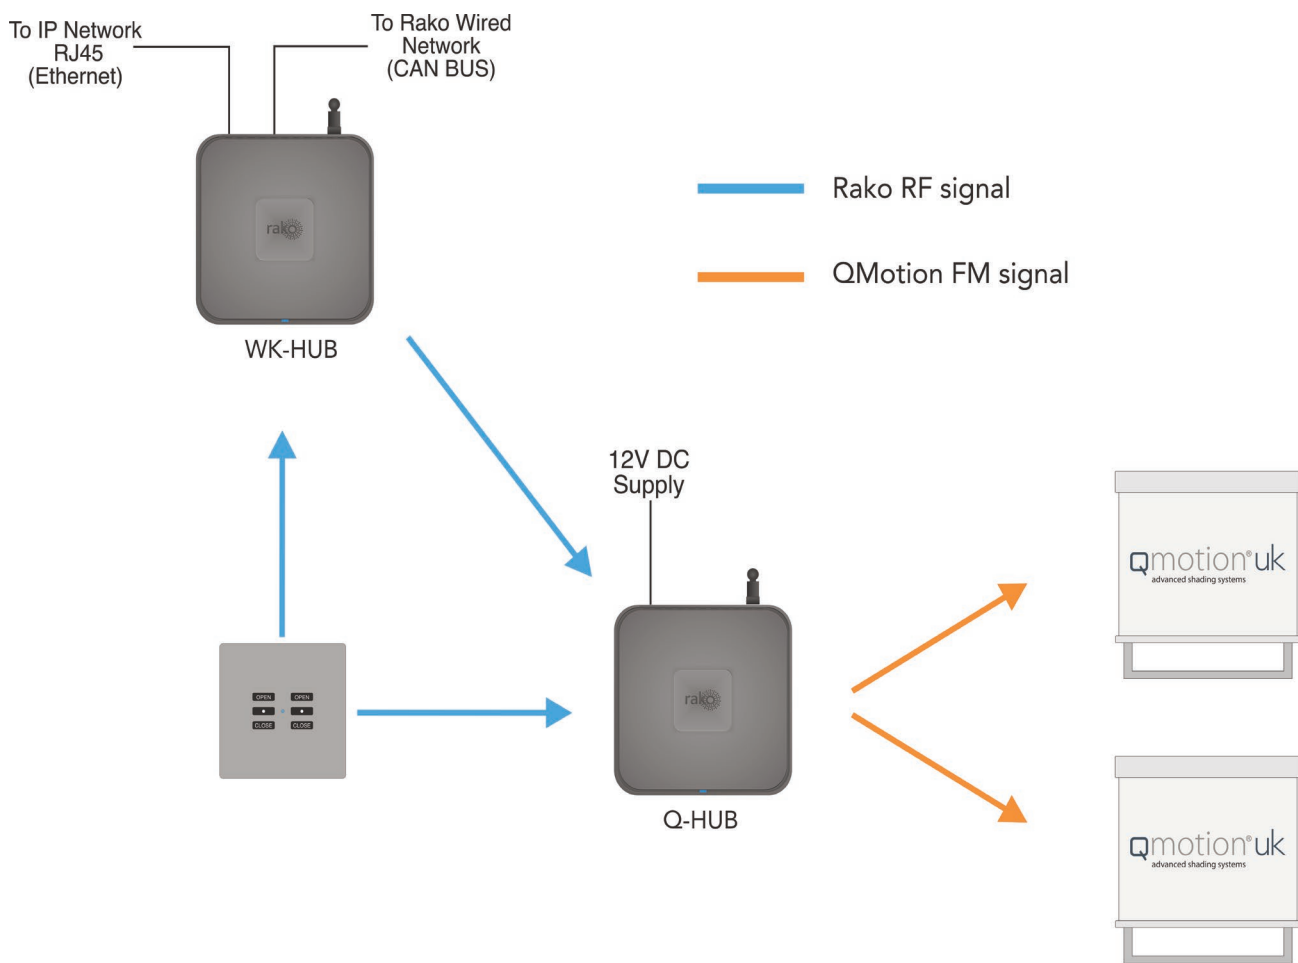 To IP Network
RJ45
(Ethernet)
To Rako Wired
Network
(CAN BUS)
rako
WK-HUB
Rako RF signal
QMotion FM signal
12V DC
Supply
OPEN OPEN
CLOSE CLOSE
rako
Q-HUB
Qmotion® uk
advanced shading systems
Qmotion® uk
advanced shading systems